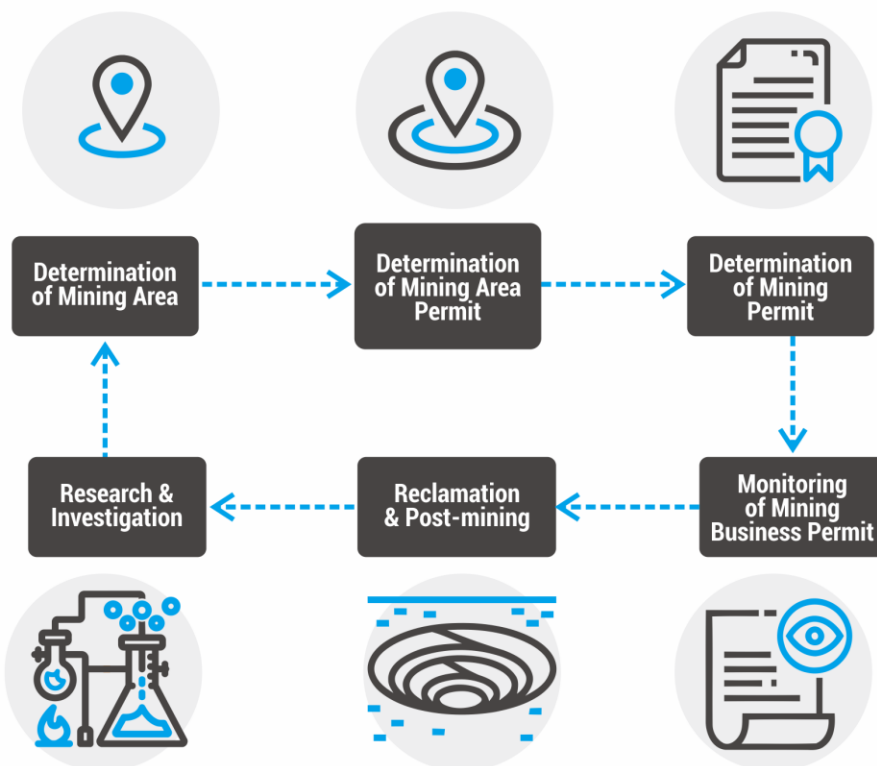 Determination
of Mining Area
Determination
of Mining Area
Permit
Determination
of Mining
Permit
Research &
Investigation
Reclamation
& Post-mining
Monitoring
of Mining
Business Permit